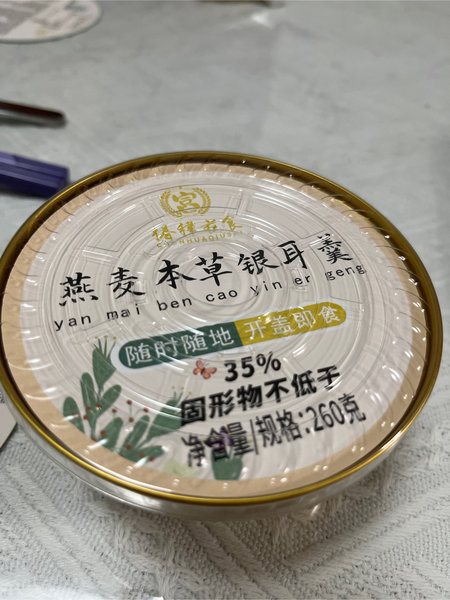 宫
燕麦本草银耳羹
yan mai ben cao yin er geng
随时随地 开盖即食
35%
固形物不低于
净含量/规格:260克